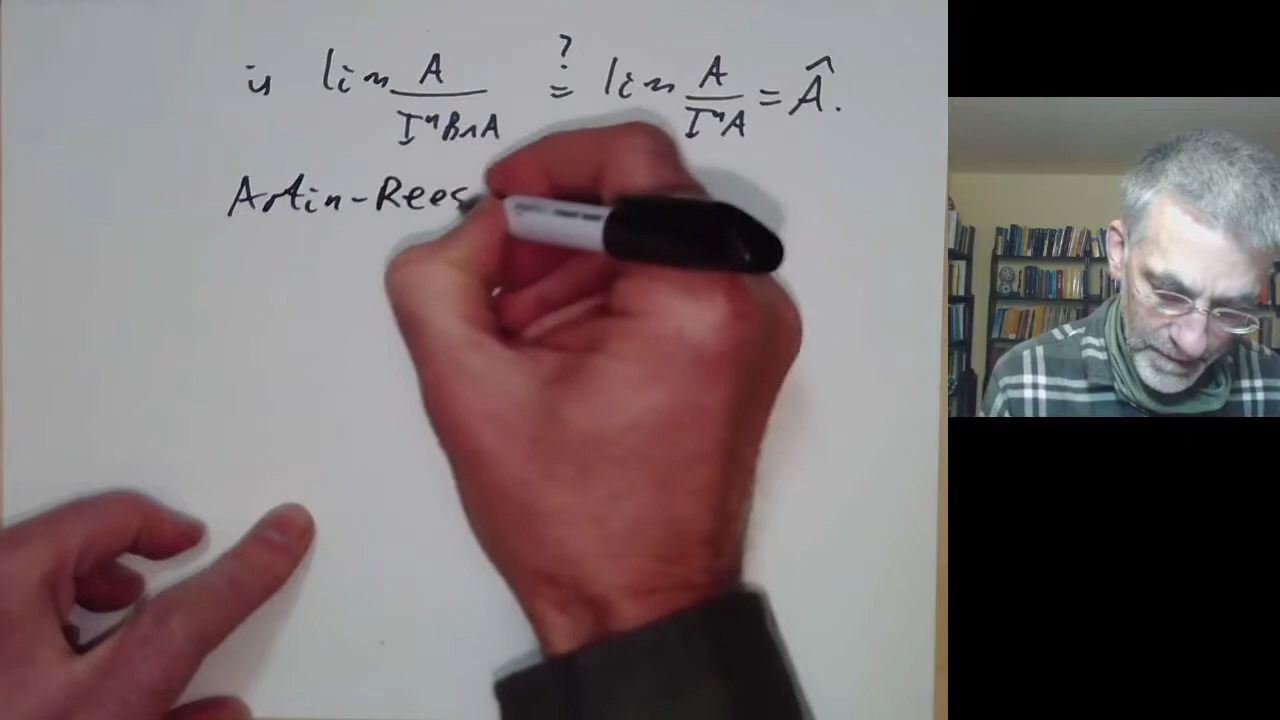 is lim A/IⁿB∩A ?= lim A/IⁿA = Â.
Artin-Rees